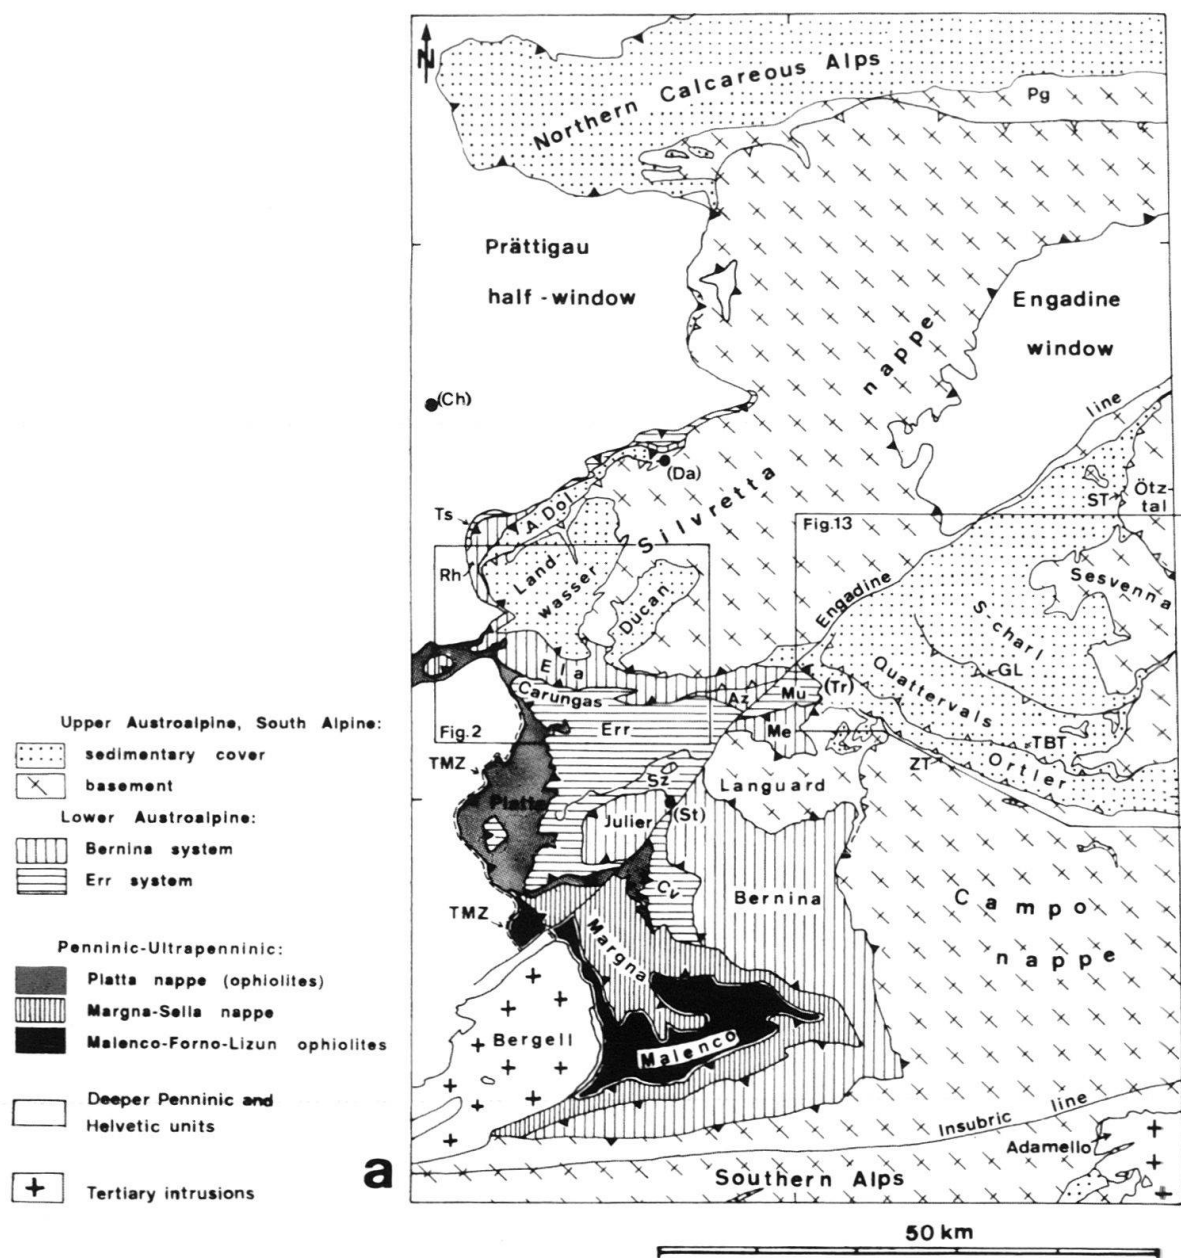 N
Northern Calcareous Alps
Pg
Prättigau
half-window
Engadine
window
nappe
(Ch)
line
(Da)
ST
Ötz
tal
Ts
A.Dol.
Silvretta
Fig.13
Rh
Land
wasser
Ducan
Engadine
Sesvenna
S-charl
GL
Ela
Quattervals
Carungas
Az
Mu
(Tr)
Fig.2
Err
Me
TBT
TMZ
ZT
Ortler
Sz
Languard
Platta
Julier
(St)
Cv
Bernina
Campo
nappe
TMZ
Margna
Bergell
Malenco
Insubric line
Adamello
Southern Alps
Upper Austroalpine, South Alpine:
sedimentary cover
basement
Lower Austroalpine:
Bernina system
Err system
Penninic-Ultrapenninic:
Platta nappe (ophiolites)
Margna-Sella nappe
Malenco-Forno-Lizun ophiolites
Deeper Penninic and
Helvetic units
Tertiary intrusions
a
50 km